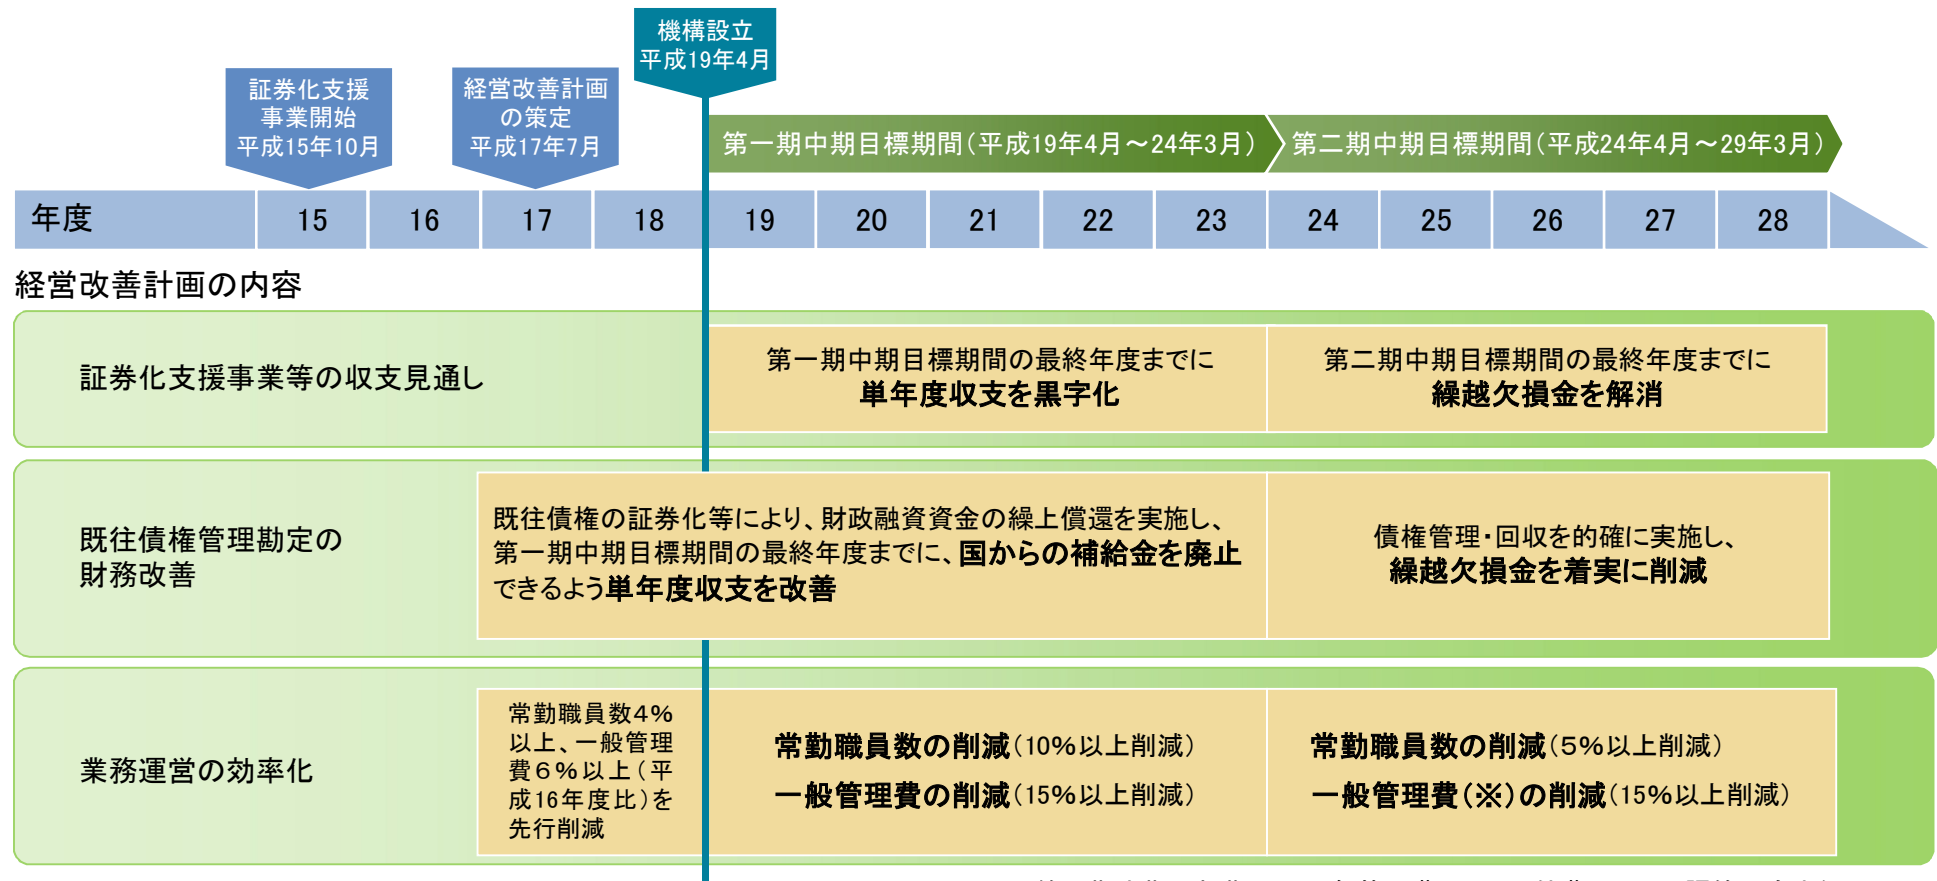 機構設立
平成19年4月
証券化支援
事業開始
平成15年10月
経営改善計画
の策定
平成17年7月
第一期中期目標期間(平成19年4月～24年3月)
第二期中期目標期間(平成24年4月～29年3月)
年度 15 16 17 18 19 20 21 22 23 24 25 26 27 28
経営改善計画の内容
証券化支援事業等の収支見通し
第一期中期目標期間の最終年度までに
単年度収支を黒字化
第二期中期目標期間の最終年度までに
繰越欠損金を解消
既往債権管理勘定の
財務改善
既往債権の証券化等により、財政融資資金の繰上償還を実施し、
第一期中期目標期間の最終年度までに、国からの補給金を廃止
できるよう単年度収支を改善
債権管理・回収を的確に実施し、
繰越欠損金を着実に削減
業務運営の効率化
常勤職員数4%
以上、一般管理
費6%以上(平
成16年度比)を
先行削減
常勤職員数の削減(10%以上削減)
一般管理費の削減(15%以上削減)
常勤職員数の削減(5%以上削減)
一般管理費(※)の削減(15%以上削減)